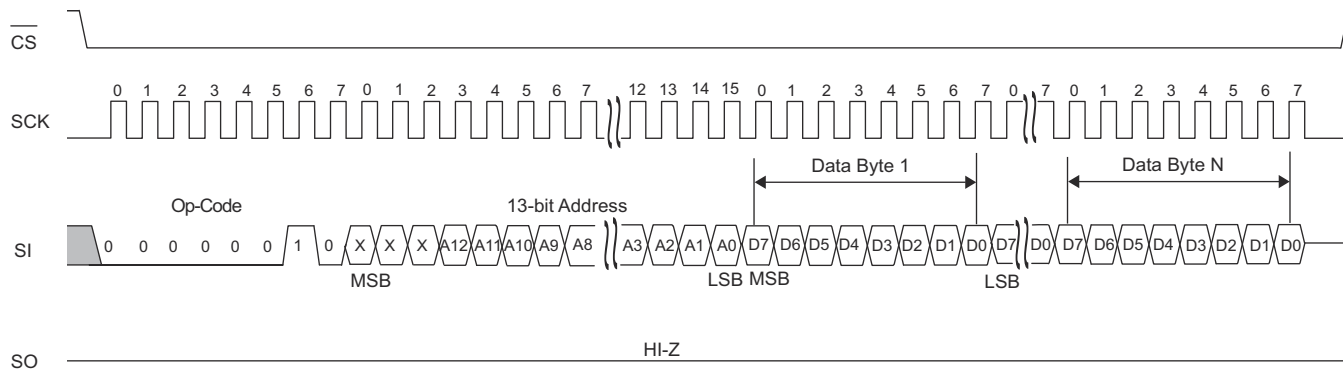 CS
0 1 2 3 4 5 6 7 0 1 2 3 4 5 6 7 12 13 14 15 0 1 2 3 4 5 6 7 0 7 0 1 2 3 4 5 6 7
SCK
Data Byte 1 Data Byte N
Op-Code 13-bit Address
SI 0 0 0 0 0 0 1 0 X X X A12 A11 A10 A9 A8 A3 A2 A1 A0 D7 D6 D5 D4 D3 D2 D1 D0 D7 D0 D7 D6 D5 D4 D3 D2 D1 D0
MSB LSB MSB LSB
HI-Z
SO